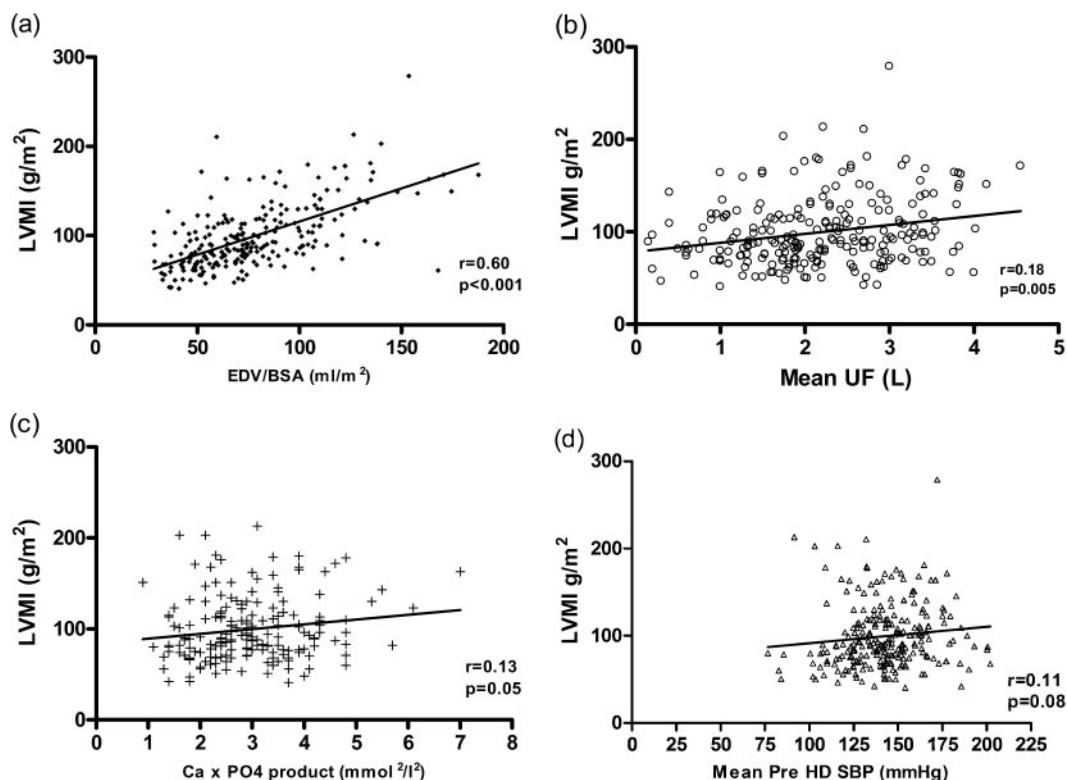 (a)
300
200
100
0
LVMI (g/m²)
r=0.60
p<0.001
0 50 100 150 200
EDV/BSA (ml/m²)
(b)
300
200
100
0
LVMI g/m²
r=0.18
p=0.005
0 1 2 3 4 5
Mean UF (L)
(c)
300
200
100
0
LVMI (g/m²)
r=0.13
p=0.05
0 1 2 3 4 5 6 7 8
Ca x PO4 product (mmol²/l²)
(d)
300
200
100
0
LVMI g/m²
r=0.11
p=0.08
0 25 50 75 100 125 150 175 200 225
Mean Pre HD SBP (mmHg)